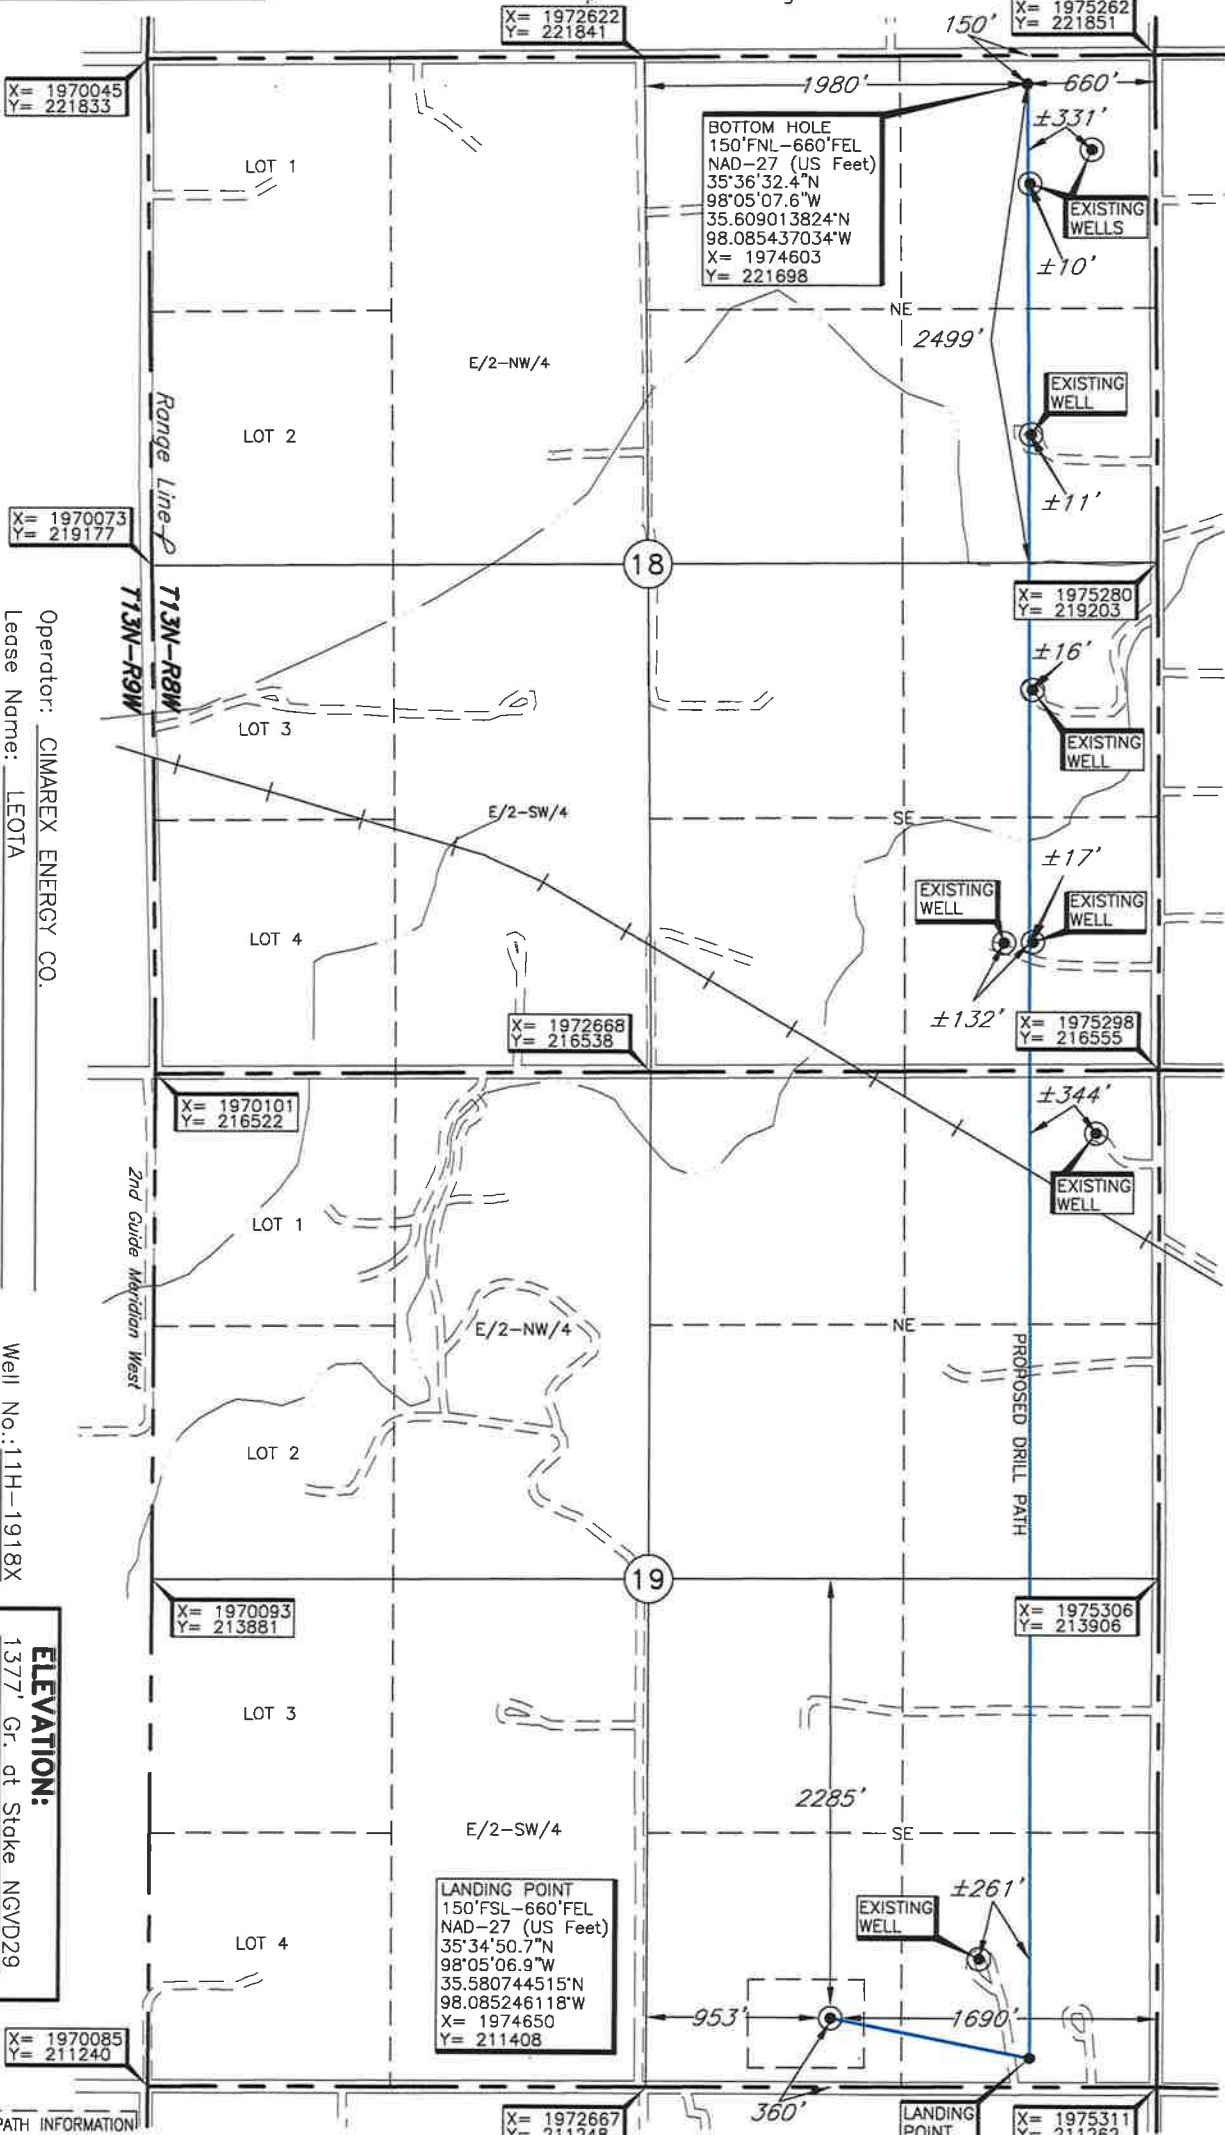 X= 1972622
Y= 221841
X= 1975262
Y= 221851
150'
X= 1970045
Y= 221833
1980'
660'
±331'
BOTTOM HOLE
150'FNL-660'FEL
NAD-27 (US Feet)
35°36'32.4"N
98°05'07.6"W
35.609013824°N
98.085437034°W
X= 1974603
Y= 221698
LOT 1
EXISTING
WELLS
±10'
NE
2499'
E/2-NW/4
EXISTING
WELL
Range Line
LOT 2
±11'
X= 1970073
Y= 219177
18
T13N-R8W
T13N-R9W
X= 1975280
Y= 219203
±16'
LOT 3
EXISTING
WELL
E/2-SW/4
SE
±17'
EXISTING
WELL
EXISTING
WELL
LOT 4
±132'
X= 1972668
Y= 216538
X= 1975298
Y= 216555
Operator: CIMAREX ENERGY CO.
Lease Name: LEOTA
X= 1970101
Y= 216522
±344'
EXISTING
WELL
2nd Guide Meridian West
LOT 1
E/2-NW/4
NE
PROPOSED DRILL PATH
LOT 2
Well No.:11H-1918X
19
X= 1970093
Y= 213881
X= 1975306
Y= 213906
ELEVATION:
1377' Gr. at Stake NGVD29
LOT 3
2285'
E/2-SW/4
SE
LANDING POINT
150'FSL-660'FEL
NAD-27 (US Feet)
35°34'50.7"N
98°05'06.9"W
35.580744515°N
98.085246118°W
X= 1974650
Y= 211408
±261'
EXISTING
WELL
LOT 4
953'
1690'
X= 1970085
Y= 211240
360'
PATH INFORMATION
X= 1972667
Y= 211248
LANDING
POINT
X= 1975311
Y= 211262